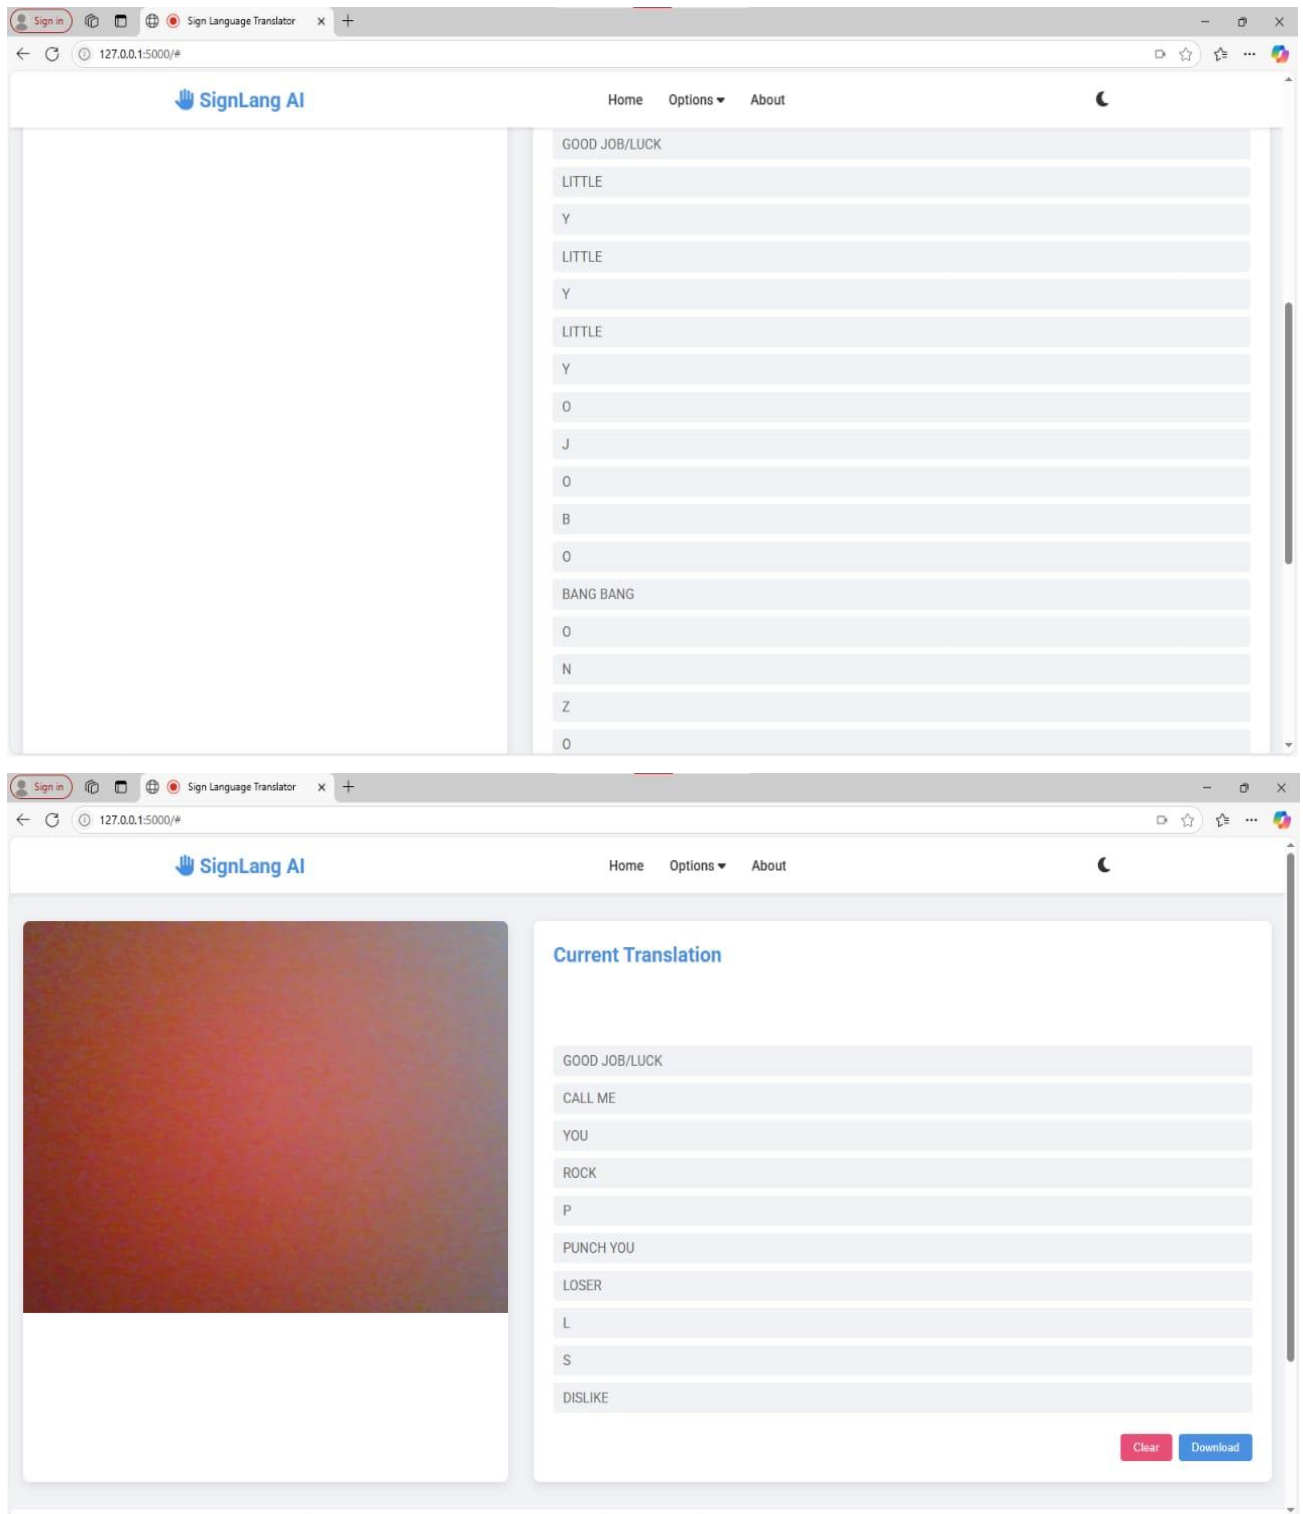 Sign in
Sign Language Translator
127.0.0.1:5000/#
SignLang AI
Home Options About
GOOD JOB/LUCK
LITTLE
Y
LITTLE
Y
LITTLE
Y
O
J
O
B
O
BANG BANG
O
N
Z
O
Sign in
Sign Language Translator
127.0.0.1:5000/#
SignLang AI
Home Options About
Current Translation
GOOD JOB/LUCK
CALL ME
YOU
ROCK
P
PUNCH YOU
LOSER
L
S
DISLIKE
Clear Download